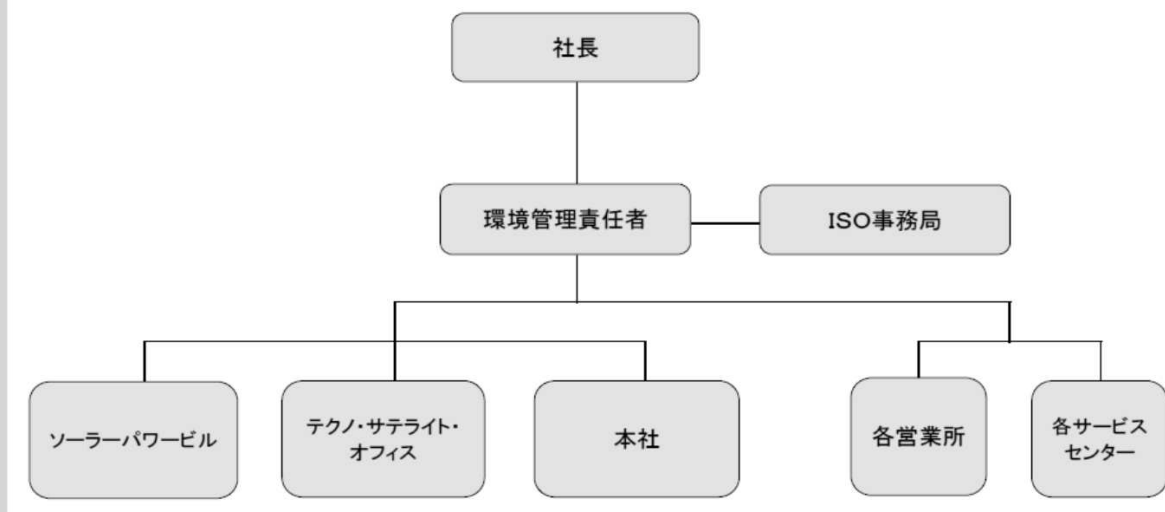 社長
環境管理責任者
ISO事務局
ソーラーパワービル
テクノ・サテライト・
オフィス
本社
各営業所
各サービス
センター